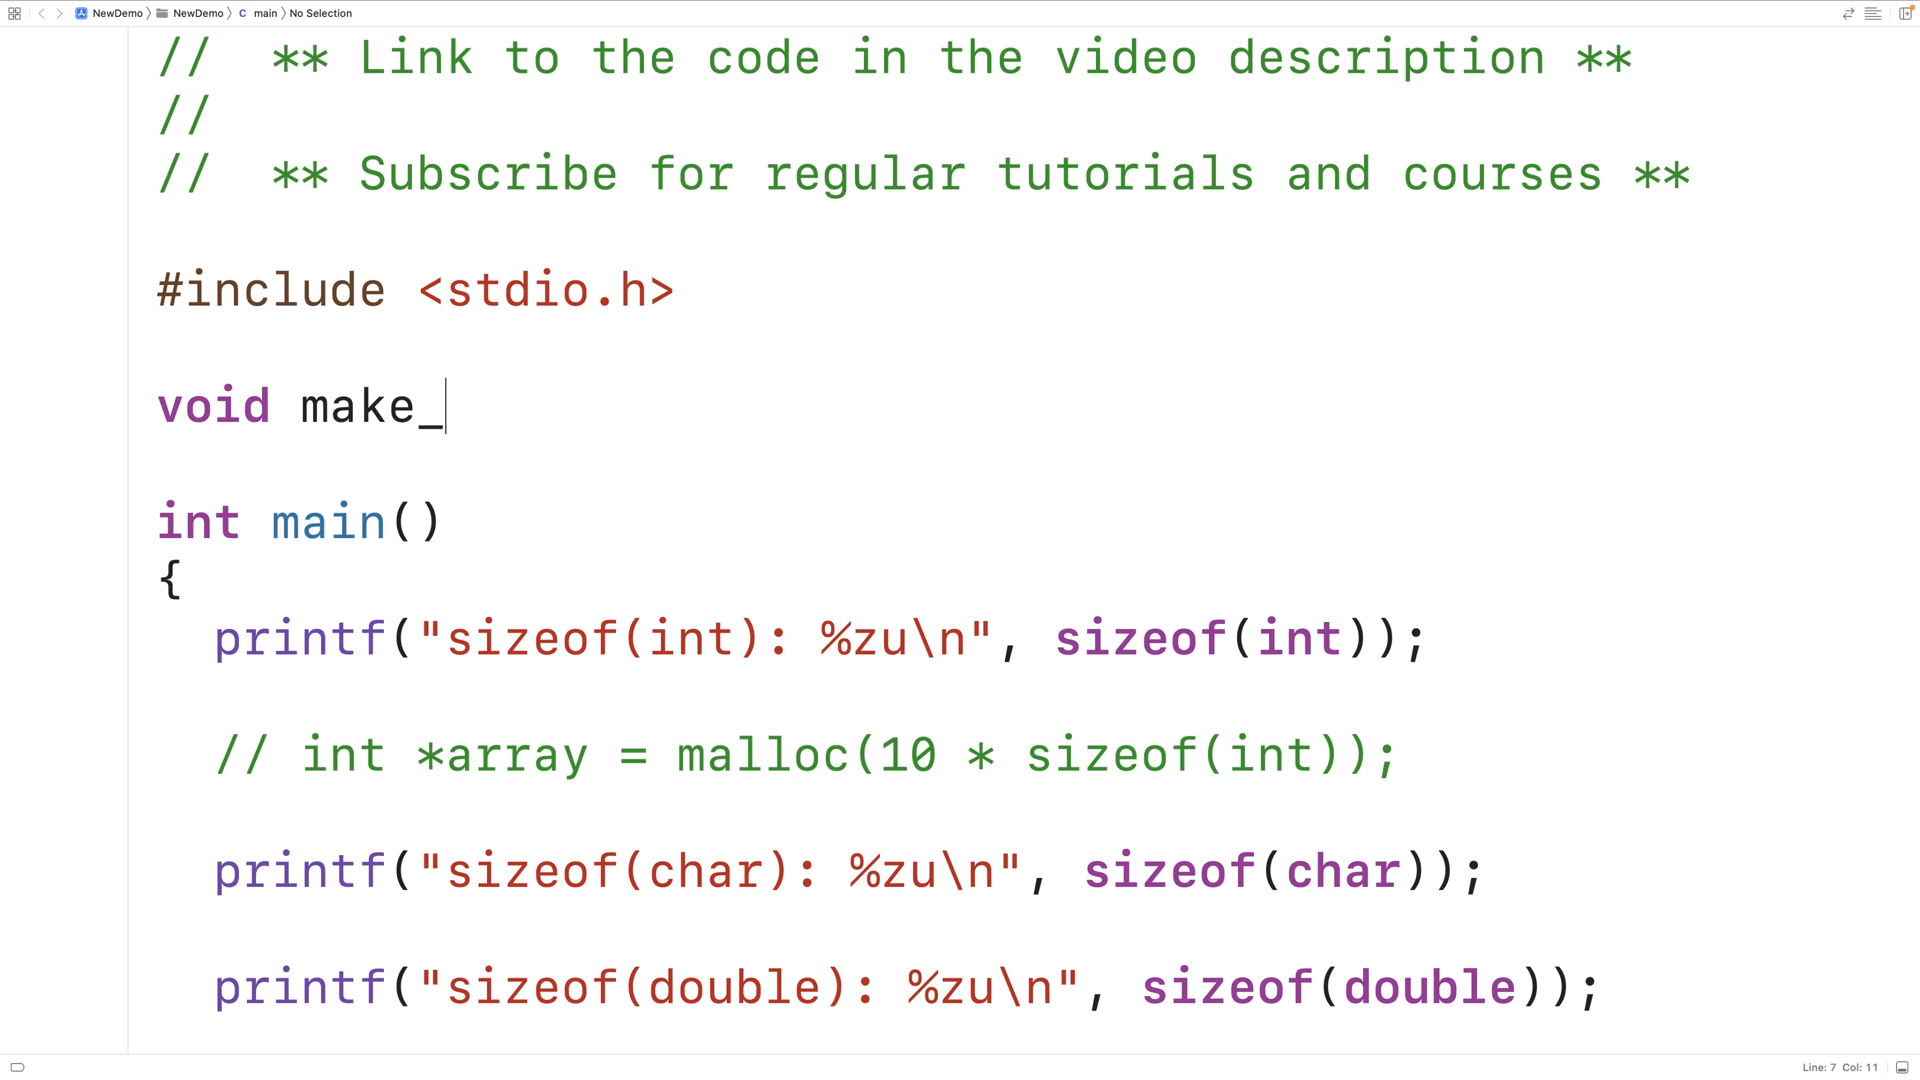 NewDemo 〉 NewDemo 〉 C main 〉 No Selection
//  ** Link to the code in the video description **
//
//  ** Subscribe for regular tutorials and courses **
#include <stdio.h>
void make_
int main()
{
  printf("sizeof(int): %zu\n", sizeof(int));
  // int *array = malloc(10 * sizeof(int));
  printf("sizeof(char): %zu\n", sizeof(char));
  printf("sizeof(double): %zu\n", sizeof(double));
Line: 7 Col: 11